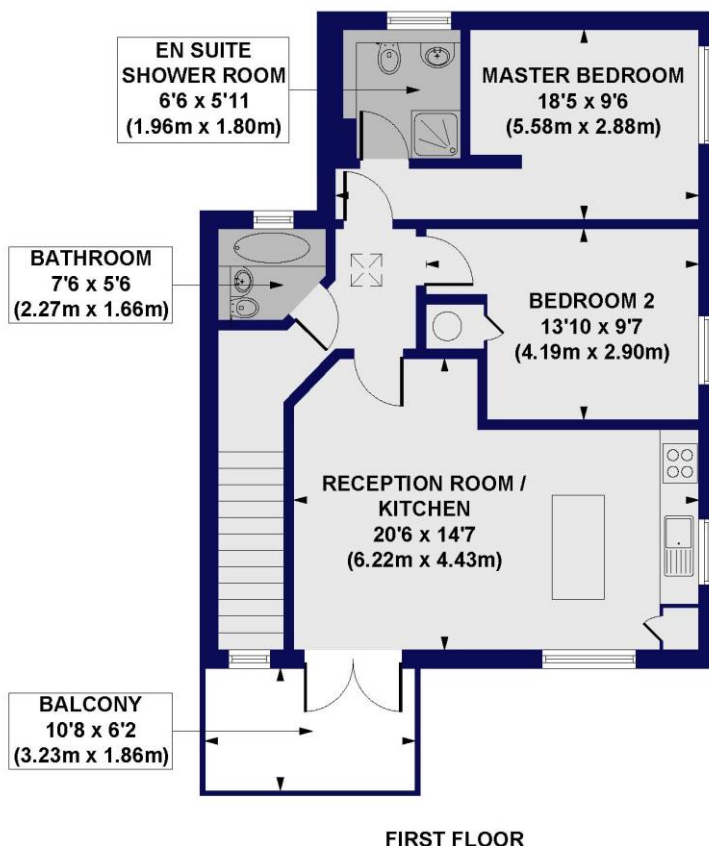 EN SUITE
SHOWER ROOM
6'6 x 5'11
(1.96m x 1.80m)
MASTER BEDROOM
18'5 x 9'6
(5.58m x 2.88m)
BATHROOM
7'6 x 5'6
(2.27m x 1.66m)
BEDROOM 2
13'10 x 9'7
(4.19m x 2.90m)
RECEPTION ROOM /
KITCHEN
20'6 x 14'7
(6.22m x 4.43m)
BALCONY
10'8 x 6'2
(3.23m x 1.86m)
FIRST FLOOR